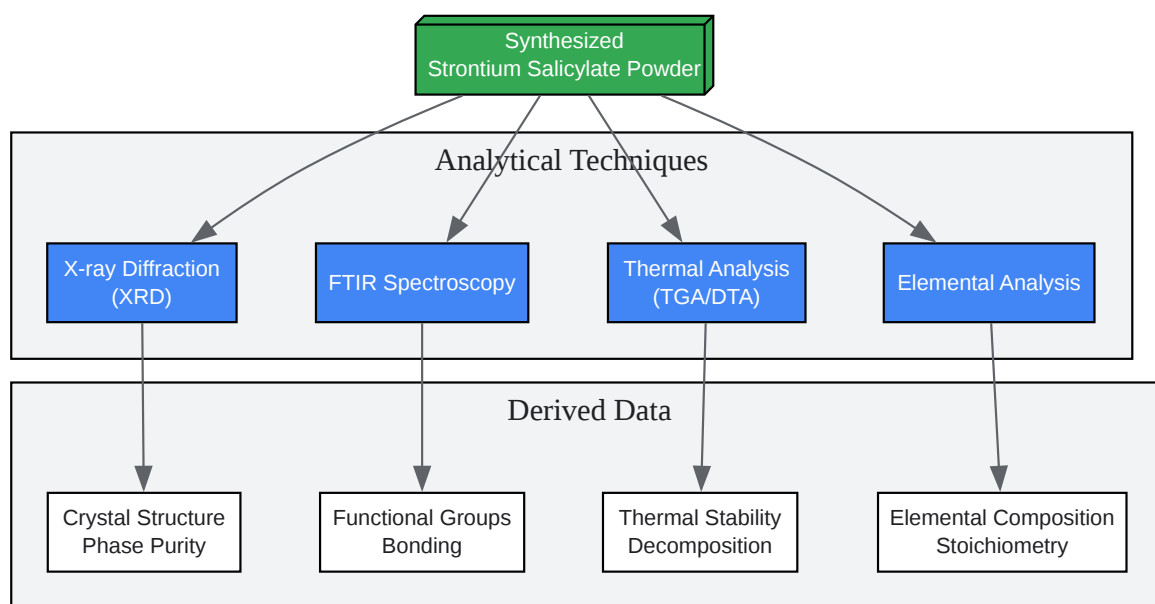 Synthesized
Strontium Salicylate Powder
Analytical Techniques
X-ray Diffraction
(XRD)
FTIR Spectroscopy
Thermal Analysis
(TGA/DTA)
Elemental Analysis
Derived Data
Crystal Structure
Phase Purity
Functional Groups
Bonding
Thermal Stability
Decomposition
Elemental Composition
Stoichiometry